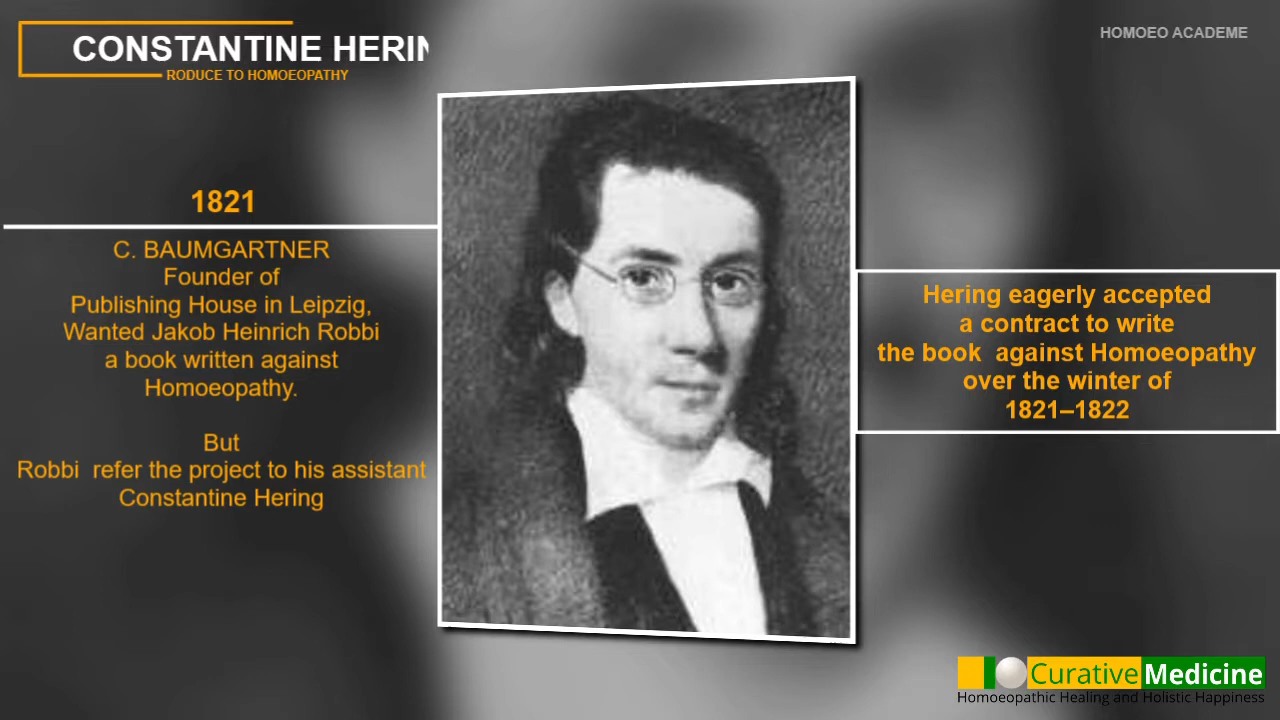 CONSTANTINE HERIN
RODUCE TO HOMOEOPATHY
HOMOEO ACADEME
1821
C. BAUMGARTNER
Founder of
Publishing House in Leipzig,
Wanted Jakob Heinrich Robbi
a book written against
Homoeopathy.
But
Robbi  refer the project to his assistant
Constantine Hering
Hering eagerly accepted
a contract to write
the book  against Homoeopathy
over the winter of
1821–1822
Curative Medicine
Homoeopathic Healing and Holistic Happiness